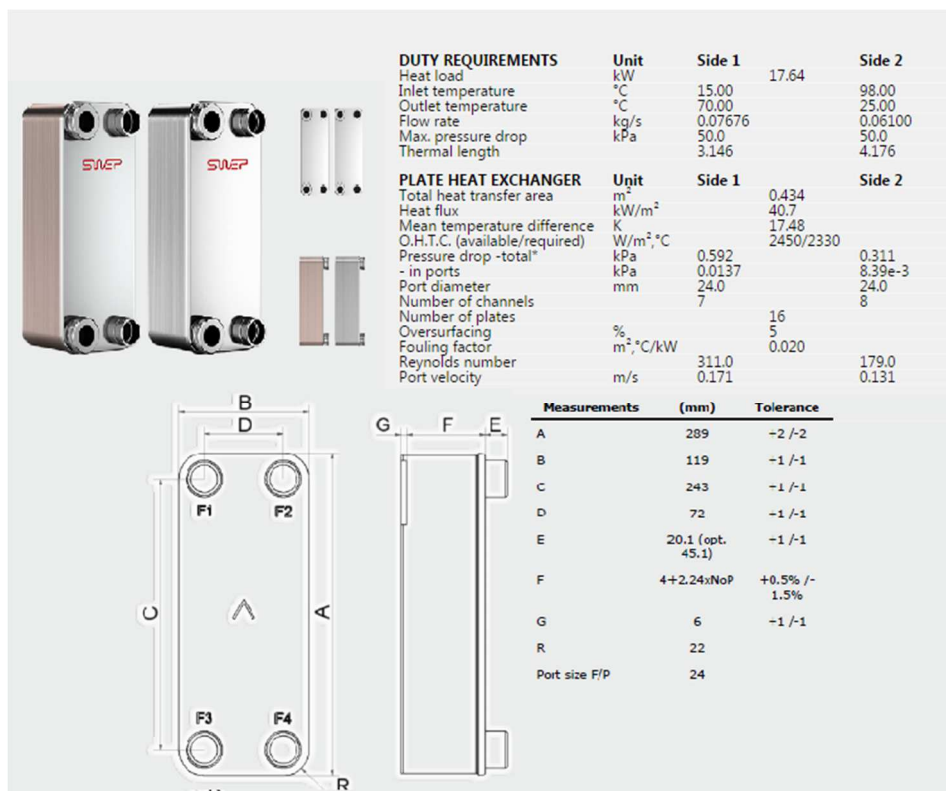 SWEP
SWEP
DUTY REQUIREMENTS Unit Side 1 Side 2
Heat load kW 17.64
Inlet temperature °C 15.00 98.00
Outlet temperature °C 70.00 25.00
Flow rate kg/s 0.07676 0.06100
Max. pressure drop kPa 50.0 50.0
Thermal length 3.146 4.176
PLATE HEAT EXCHANGER Unit Side 1 Side 2
Total heat transfer area m² 0.434
Heat flux kW/m² 40.7
Mean temperature difference K 17.48
O.H.T.C. (available/required) W/m²,°C 2450/2330
Pressure drop -total* kPa 0.592 0.311
- in ports kPa 0.0137 8.39e-3
Port diameter mm 24.0 24.0
Number of channels 7 8
Number of plates 16
Oversurfacing % 5
Fouling factor m²,°C/kW 0.020
Reynolds number 311.0 179.0
Port velocity m/s 0.171 0.131
B
D
F1 F2
C
A
F3 F4
R
G F E
Measurements (mm) Tolerance
A 289 +2 /-2
B 119 +1 /-1
C 243 +1 /-1
D 72 +1 /-1
E 20.1 (opt. +1 /-1
45.1)
F 4+2.24xNoP +0.5% /-
1.5%
G 6 +1 /-1
R 22
Port size F/P 24